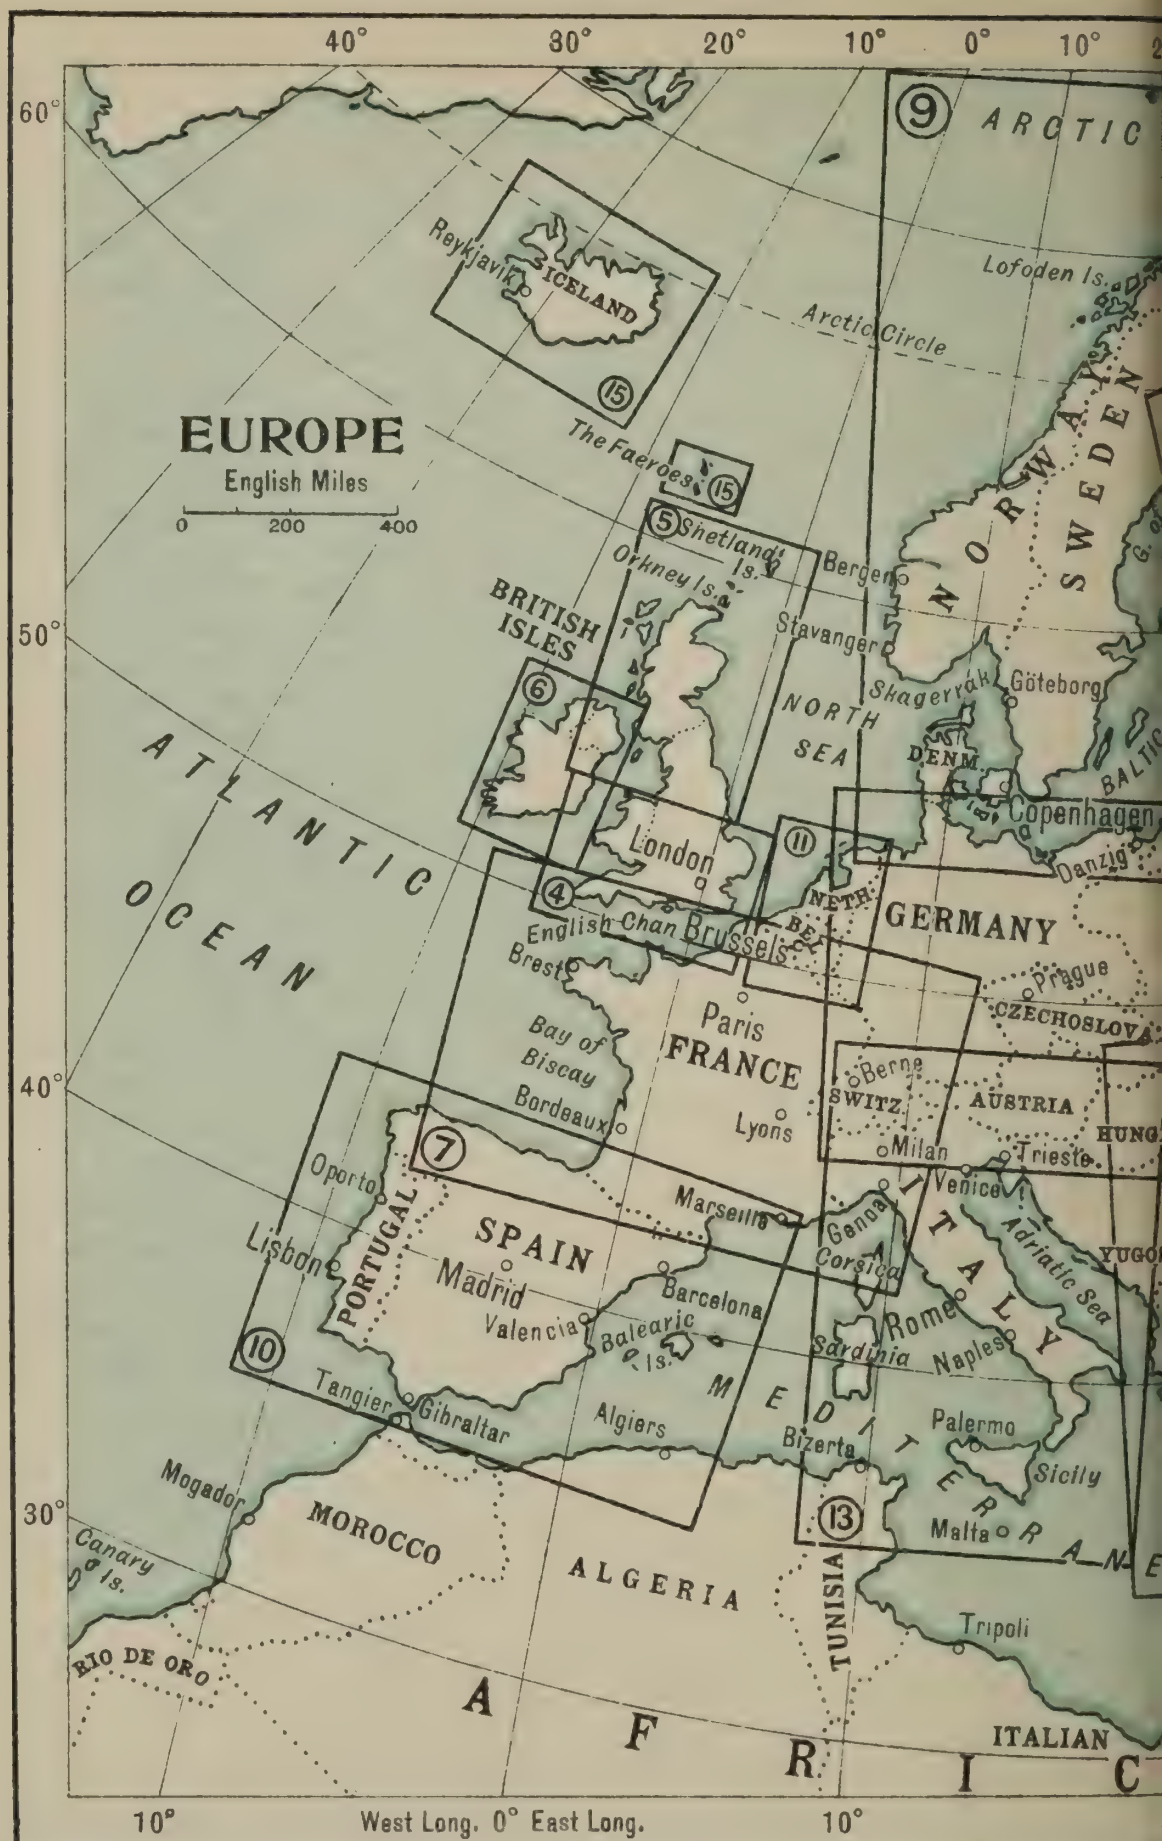 40°
30°
20°
10°
0°
10°
2
60°
9
ARCTIC
Reykjavik
ICELAND
Lofoden Is.
Arctic Circle
15
EUROPE
English Miles
0 200 400
The Faeroes
15
5
Shetland
Is.
Orkney Is.
Bergen
NORWAY
SWEDEN
G. of
BRITISH
ISLES
50°
Stavanger
6
Skagerrak
Göteborg
NORTH
SEA
DENM.
BALTIC
ATLANTIC
OCEAN
Copenhagen
11
London
Danzig
4
NETH.
GERMANY
English Chan
Brussels
BEL
Brest
Prague
Paris
CZECHOSLOVA
Bay of
Biscay
FRANCE
40°
Berne
Bordeaux
SWITZ.
AUSTRIA
Lyons
HUNG
7
Milan
Trieste
Oporto
Venice
PORTUGAL
Marseille
Genoa
ITALY
SPAIN
Lisbon
Corsica
Adriatic Sea
YUGO
Madrid
Barcelona
Rome
Valencia
Balearic
Is.
Sardinia
Naples
10
MEDITERRANE
Tangier
Gibraltar
Algiers
Palermo
Bizerta
Sicily
Mogador
30°
MOROCCO
13
Malta
Canary
Is.
ALGERIA
TUNISIA
Tripoli
RIO DE ORO
AFRIC
ITALIAN
10°
West Long. 0° East Long.
10°